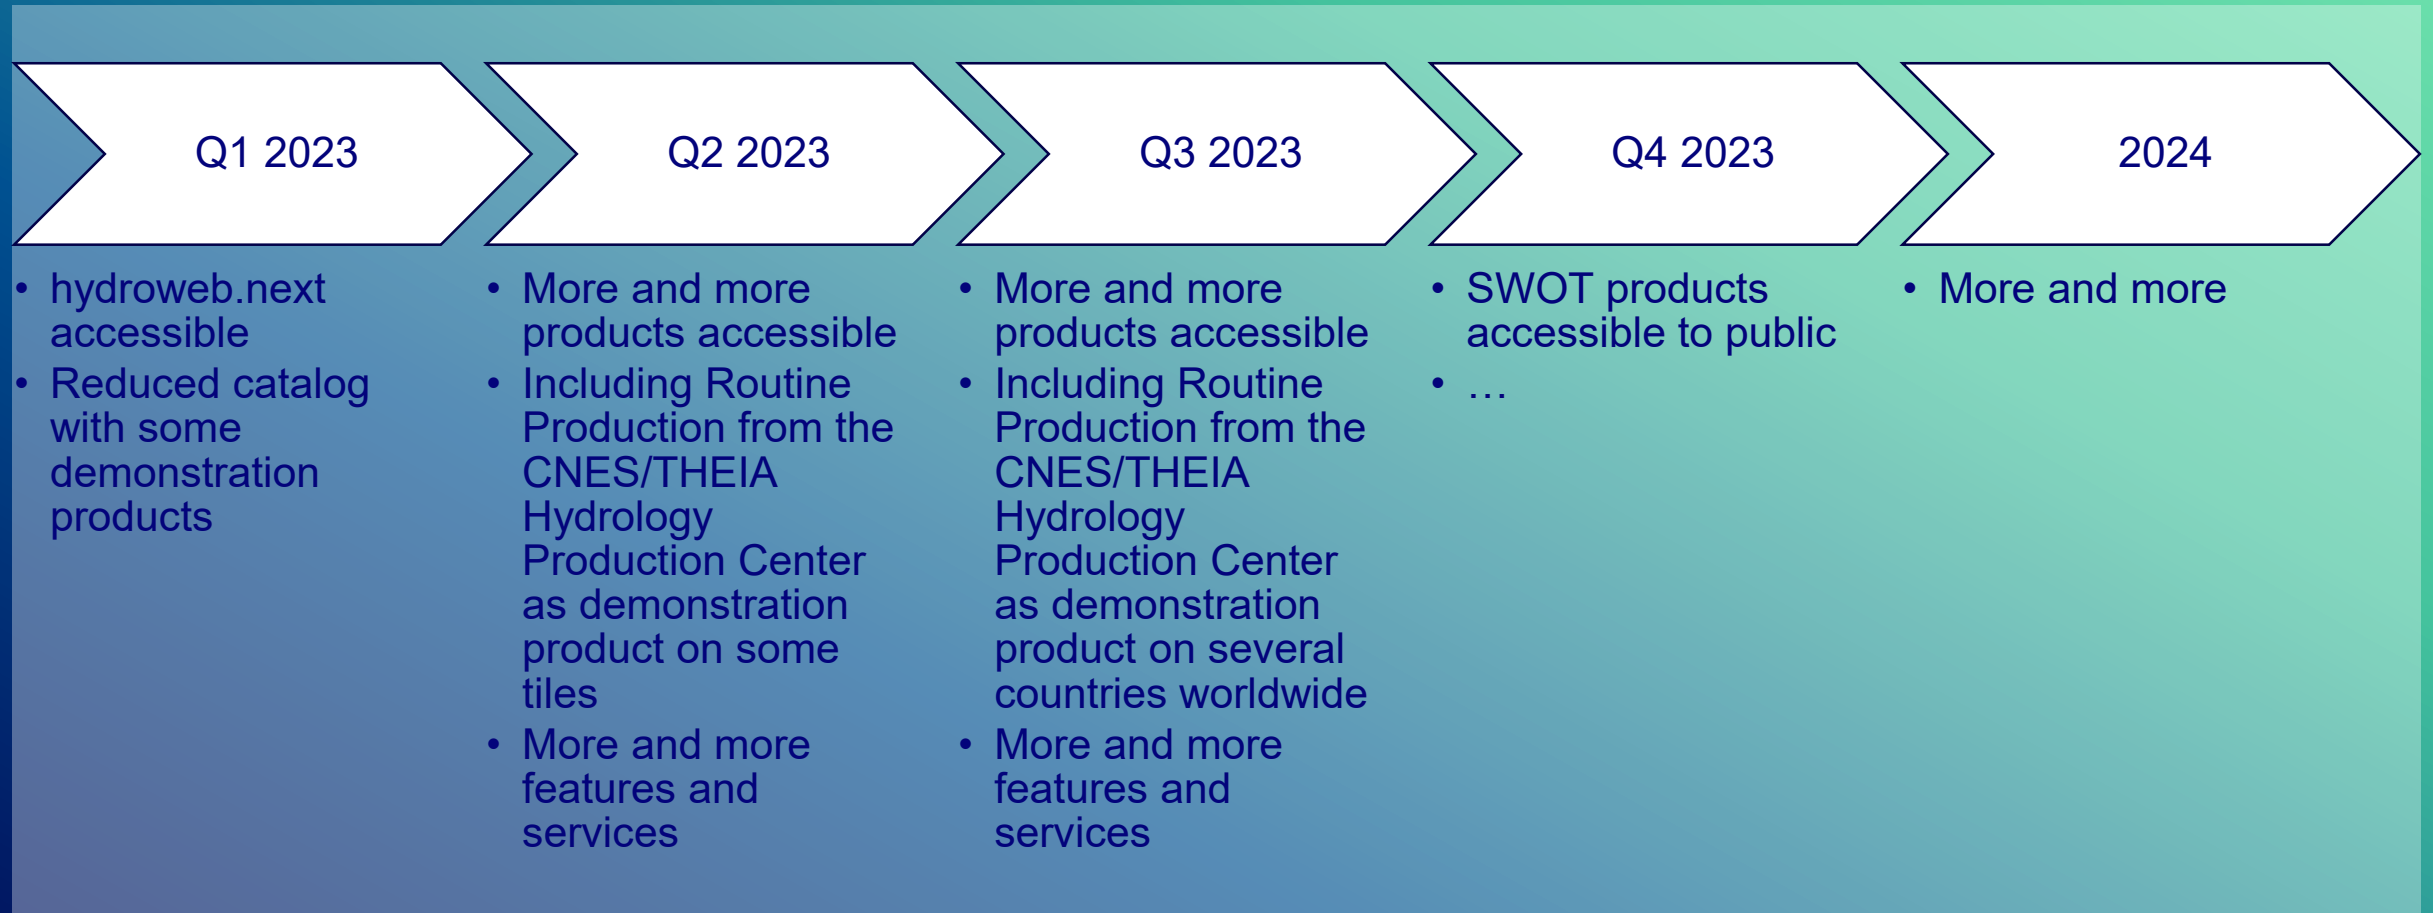 Q1 2023
Q2 2023
Q3 2023
Q4 2023
2024
• hydroweb.next
accessible
• Reduced catalog
with some
demonstration
products
• More and more
products accessible
• Including Routine
Production from the
CNES/THEIA
Hydrology
Production Center
as demonstration
product on some
tiles
• More and more
features and
services
• More and more
products accessible
• Including Routine
Production from the
CNES/THEIA
Hydrology
Production Center
as demonstration
product on several
countries worldwide
• More and more
features and
services
• SWOT products
accessible to public
• …
• More and more